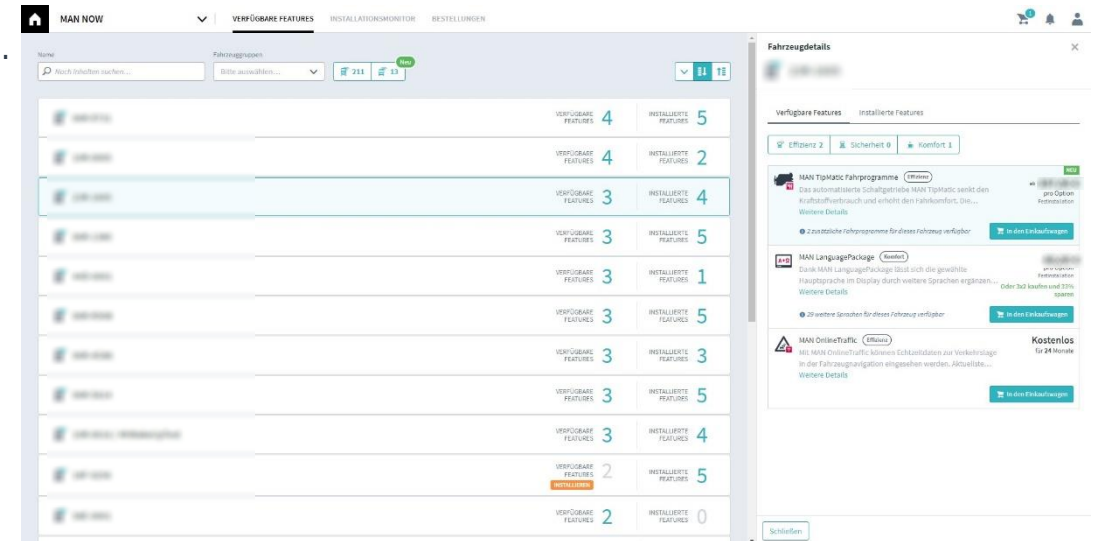 MAN NOW
VERFÜGBARE FEATURES
INSTALLATIONSMONITOR
BESTELLUNGEN
1
Name
Noch Inhalten suchen...
Fahrzeuggruppen
Bitte auswählen...
211
13
Neu
VERFÜGBARE FEATURES 4
INSTALLIERTE FEATURES 5
VERFÜGBARE FEATURES 4
INSTALLIERTE FEATURES 2
VERFÜGBARE FEATURES 3
INSTALLIERTE FEATURES 4
VERFÜGBARE FEATURES 3
INSTALLIERTE FEATURES 5
VERFÜGBARE FEATURES 3
INSTALLIERTE FEATURES 1
VERFÜGBARE FEATURES 3
INSTALLIERTE FEATURES 5
VERFÜGBARE FEATURES 3
INSTALLIERTE FEATURES 3
VERFÜGBARE FEATURES 3
INSTALLIERTE FEATURES 5
VERFÜGBARE FEATURES 3
INSTALLIERTE FEATURES 4
VERFÜGBARE FEATURES 2
INSTALLIEREN
INSTALLIERTE FEATURES 5
VERFÜGBARE FEATURES 2
INSTALLIERTE FEATURES 0
Fahrzeugdetails
Verfügbare Features
Installierte Features
Effizienz 2
Sicherheit 0
Komfort 1
NEU
MAN TipMatic Fahrprogramme
Effizienz
Das automatisierte Schaltgetriebe MAN TipMatic senkt den
Kraftstoffverbrauch und erhöht den Fahrkomfort. Die...
Weitere Details
ab
pro Option
Festinstallation
2 zusätzliche Fahrprogramme für dieses Fahrzeug verfügbar
In den Einkaufswagen
MAN LanguagePackage
Komfort
Dank MAN LanguagePackage lässt sich die gewählte
Hauptsprache im Display durch weitere Sprachen ergänzen...
Weitere Details
pro Option
Festinstallation
Oder 3x3 kaufen und 33%
sparen
29 weitere Sprachen für dieses Fahrzeug verfügbar
In den Einkaufswagen
MAN OnlineTraffic
Effizienz
Mit MAN OnlineTraffic können Echtzeitdaten zur Verkehrslage
in der Fahrzeugnavigation eingesehen werden. Aktuellste...
Weitere Details
Kostenlos
für 24 Monate
In den Einkaufswagen
Schließen